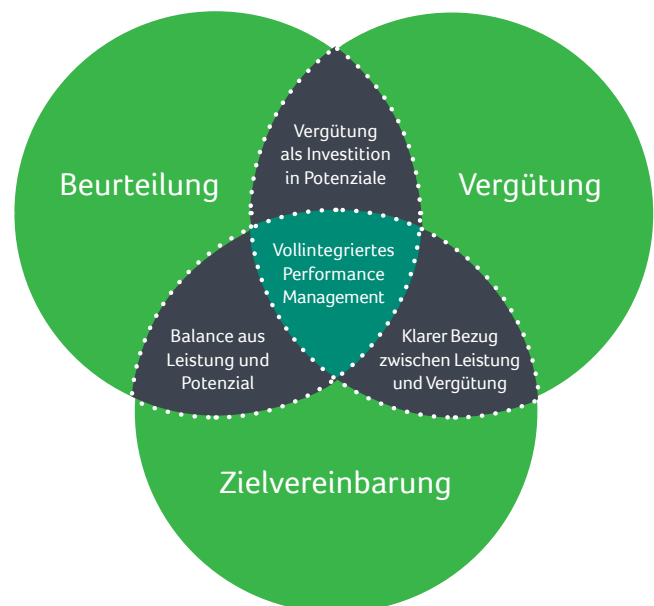 Vergütung
als Investition
in Potenziale
Beurteilung
Vergütung
Vollintegriertes
Performance
Management
Balance aus
Leistung und
Potenzial
Klarer Bezug
zwischen Leistung
und Vergütung
Zielvereinbarung